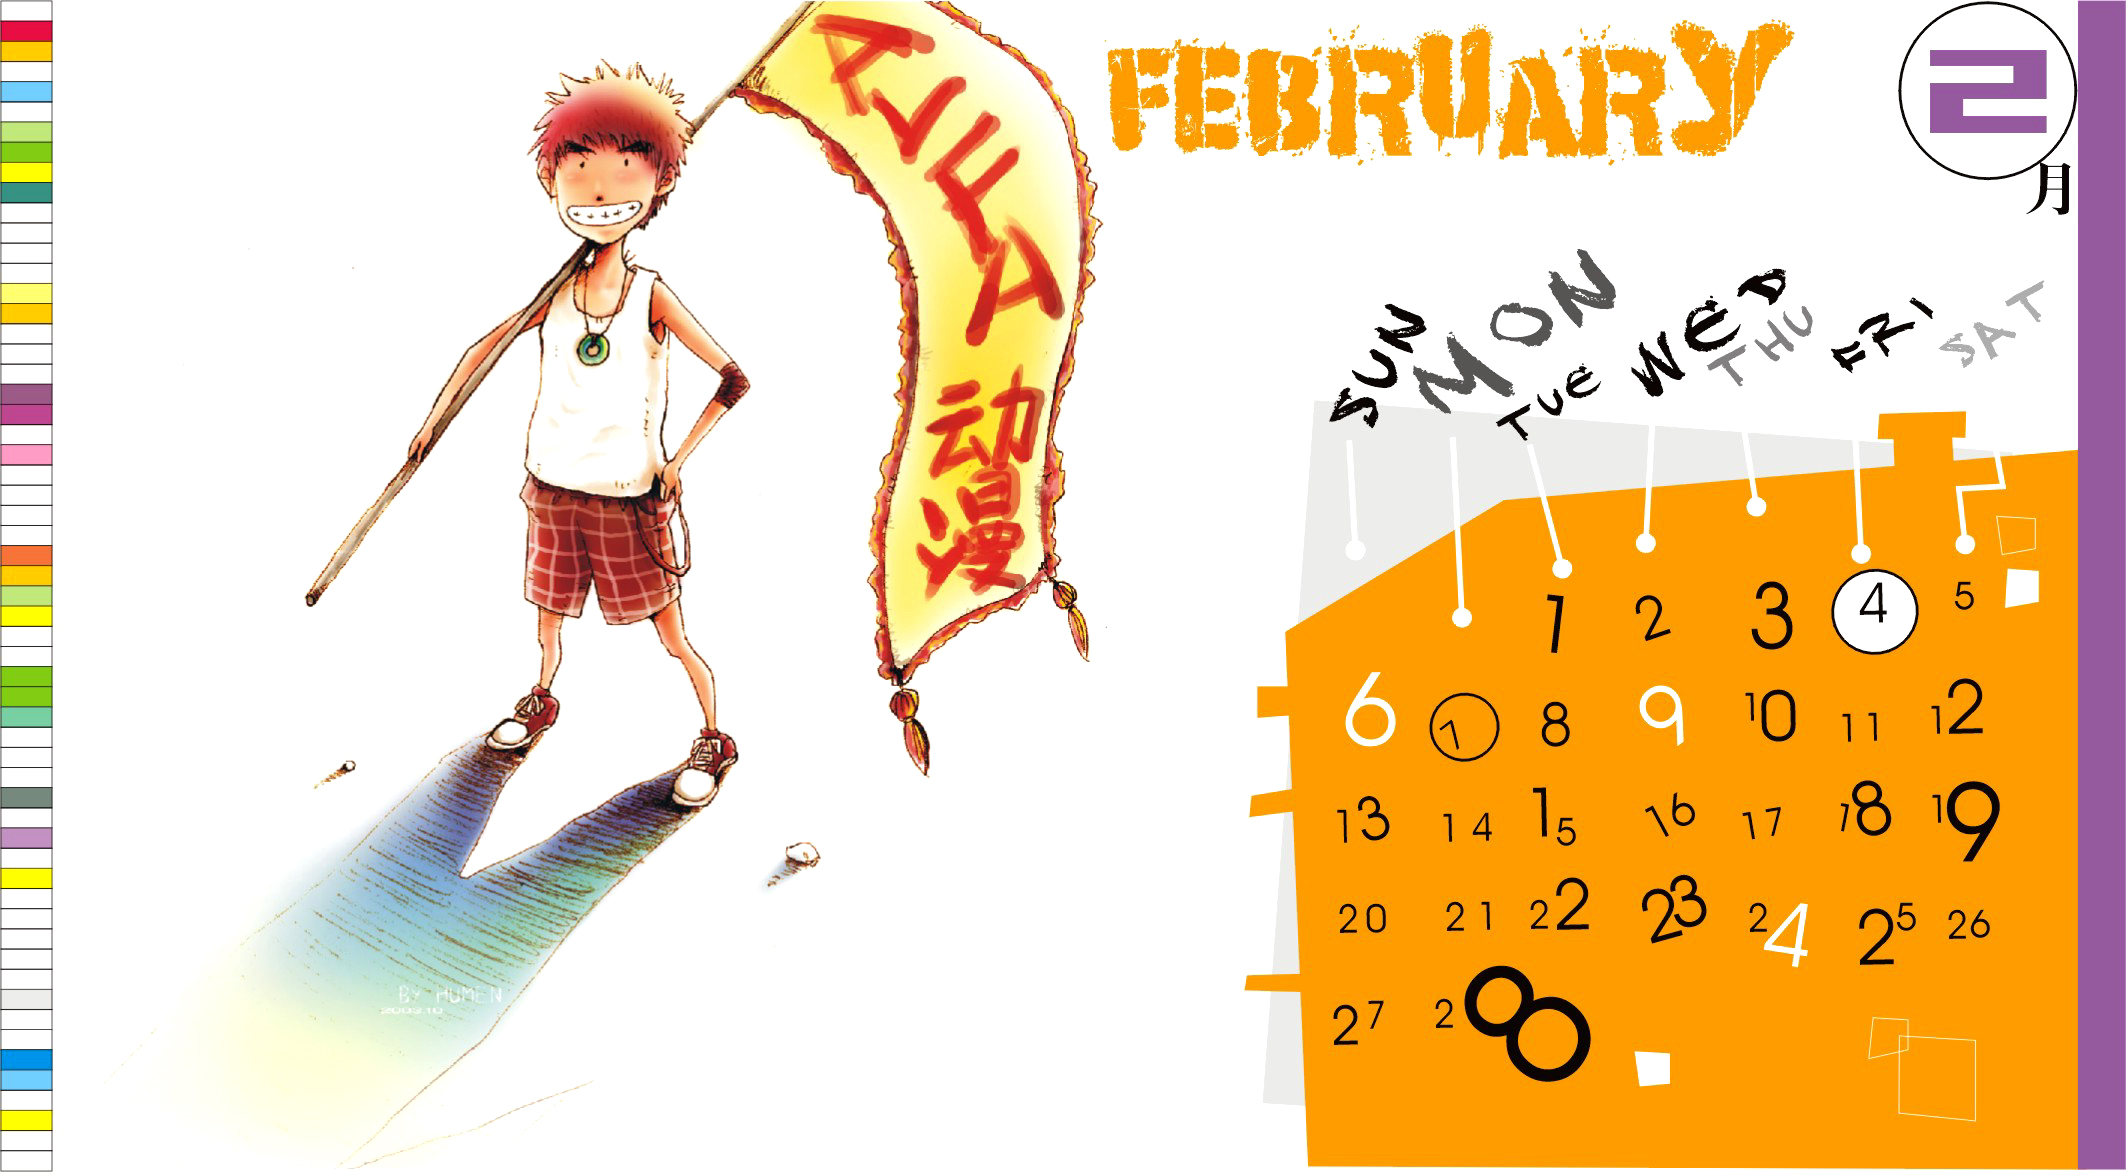 AJFA
动漫
FEBRUARY
2
月
SUN MON TUE WED THU FRI SAT
1 2 3 4 5
6 7 8 9 10 11 12
13 14 15 16 17 18 19
20 21 22 23 24 25 26
27 28
BY HUMEN